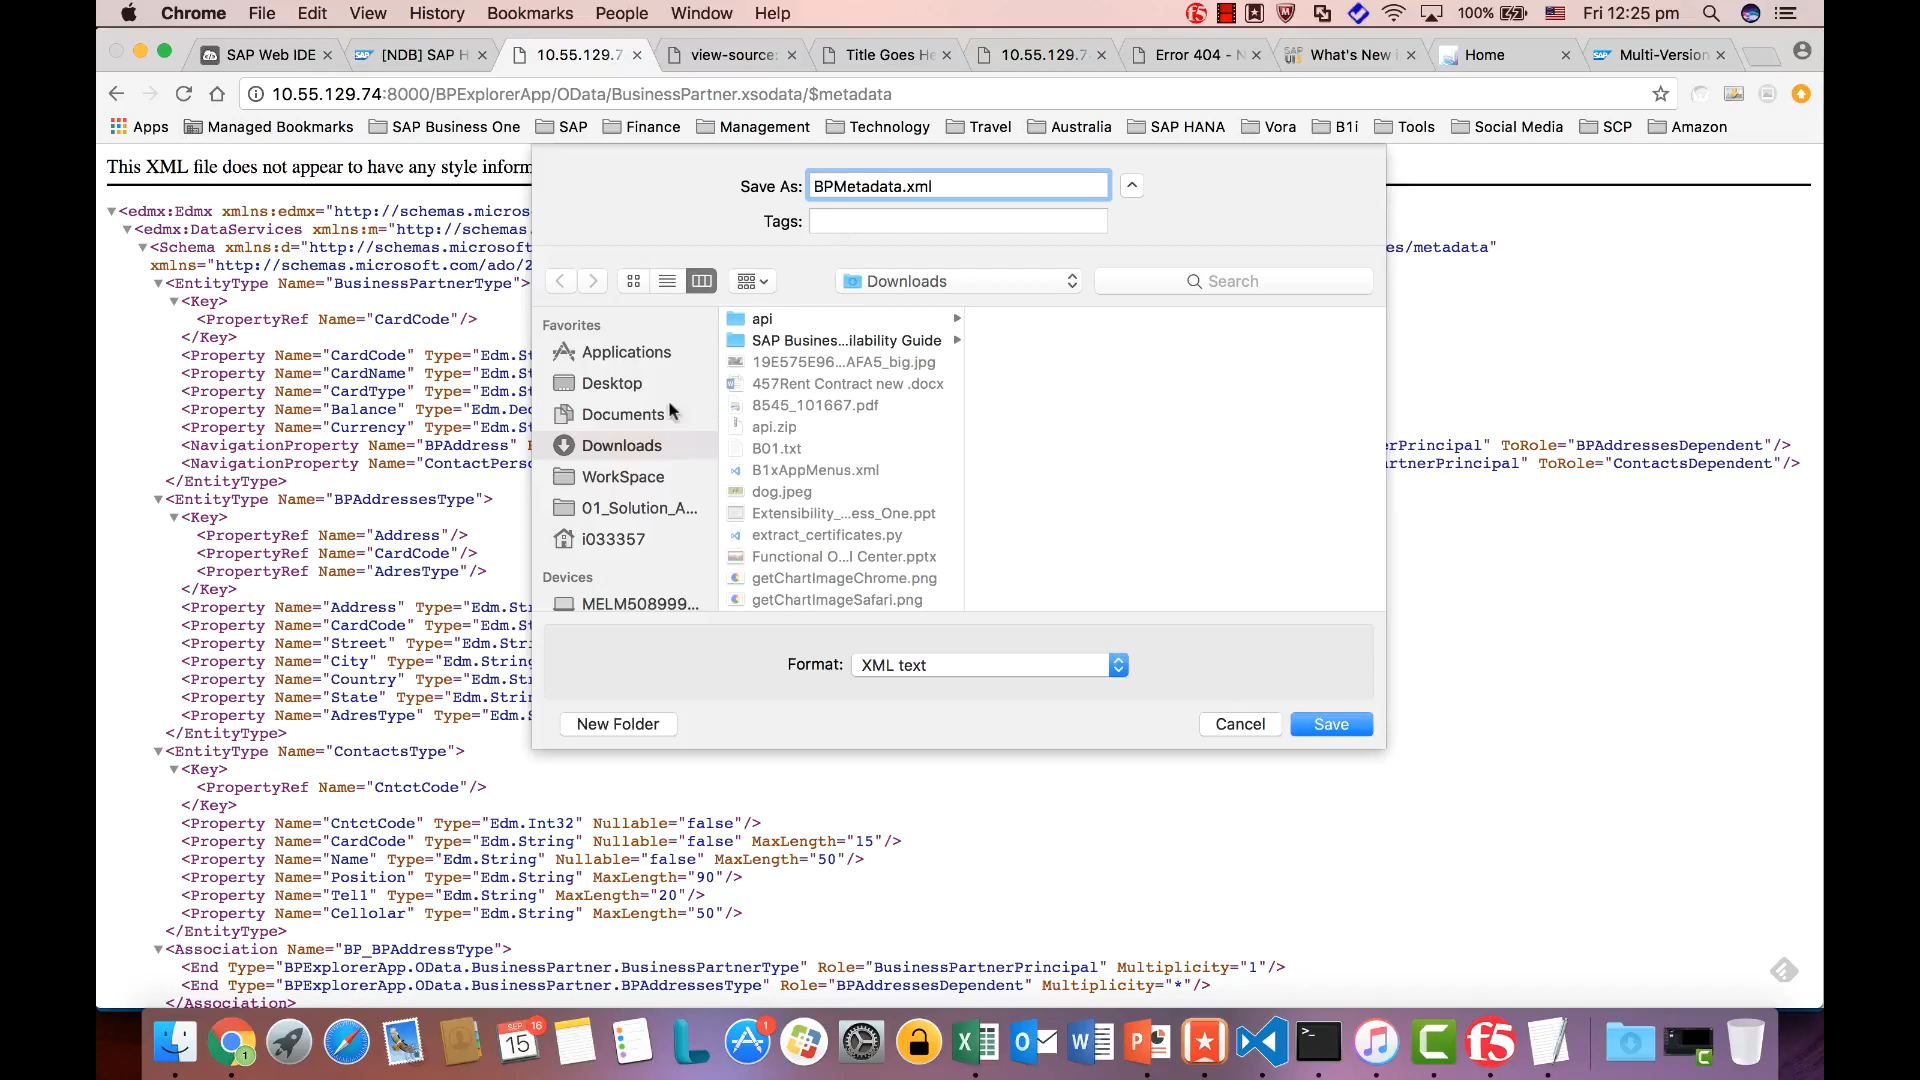 Chrome File Edit View History Bookmarks People Window Help 100% Fri 12:25 pm
SAP Web IDE [NDB] SAP H 10.55.129.7 view-source: Title Goes He 10.55.129.7 Error 404 - N What's New i Home Multi-Version
10.55.129.74:8000/BPExplorerApp/OData/BusinessPartner.xsodata/$metadata
Apps Managed Bookmarks SAP Business One SAP Finance Management Technology Travel Australia SAP HANA Vora B1i Tools Social Media SCP Amazon
This XML file does not appear to have any style inform
Save As: BPMetadata.xml
Tags:
Downloads
Search
Favorites
Applications
Desktop
Documents
Downloads
WorkSpace
01_Solution_A...
i033357
Devices
MELM508999...
api
SAP Busines...ilability Guide
19E575E96...AFA5_big.jpg
457Rent Contract new .docx
8545_101667.pdf
api.zip
B01.txt
B1xAppMenus.xml
dog.jpeg
Extensibility_...ess_One.ppt
extract_certificates.py
Functional O...l Center.pptx
getChartImageChrome.png
getChartImageSafari.png
Format: XML text
New Folder Cancel Save
<edmx:Edmx xmlns:edmx="http://schemas.micros
<edmx:DataServices xmlns:m="http://schemas.m
<Schema xmlns:d="http://schemas.microsoft es/metadata"
xmlns="http://schemas.microsoft.com/ado/2
<EntityType Name="BusinessPartnerType">
<Key>
<PropertyRef Name="CardCode"/>
</Key>
<Property Name="CardCode" Type="Edm.St
<Property Name="CardName" Type="Edm.St
<Property Name="CardType" Type="Edm.St
<Property Name="Balance" Type="Edm.Dec
<Property Name="Currency" Type="Edm.St
<NavigationProperty Name="BPAddress" rPrincipal" ToRole="BPAddressesDependent"/>
<NavigationProperty Name="ContactPerso rtnerPrincipal" ToRole="ContactsDependent"/>
</EntityType>
<EntityType Name="BPAddressesType">
<Key>
<PropertyRef Name="Address"/>
<PropertyRef Name="CardCode"/>
<PropertyRef Name="AdresType"/>
</Key>
<Property Name="Address" Type="Edm.Str
<Property Name="CardCode" Type="Edm.St
<Property Name="Street" Type="Edm.Stri
<Property Name="City" Type="Edm.String
<Property Name="Country" Type="Edm.Str
<Property Name="State" Type="Edm.Strin
<Property Name="AdresType" Type="Edm.S
</EntityType>
<EntityType Name="ContactsType">
<Key>
<PropertyRef Name="CntctCode"/>
</Key>
<Property Name="CntctCode" Type="Edm.Int32" Nullable="false"/>
<Property Name="CardCode" Type="Edm.String" Nullable="false" MaxLength="15"/>
<Property Name="Name" Type="Edm.String" Nullable="false" MaxLength="50"/>
<Property Name="Position" Type="Edm.String" MaxLength="90"/>
<Property Name="Tel1" Type="Edm.String" MaxLength="20"/>
<Property Name="Cellolar" Type="Edm.String" MaxLength="50"/>
</EntityType>
<Association Name="BP_BPAddressType">
<End Type="BPExplorerApp.OData.BusinessPartner.BusinessPartnerType" Role="BusinessPartnerPrincipal" Multiplicity="1"/>
<End Type="BPExplorerApp.OData.BusinessPartner.BPAddressesType" Role="BPAddressesDependent" Multiplicity="*"/>
</Association>